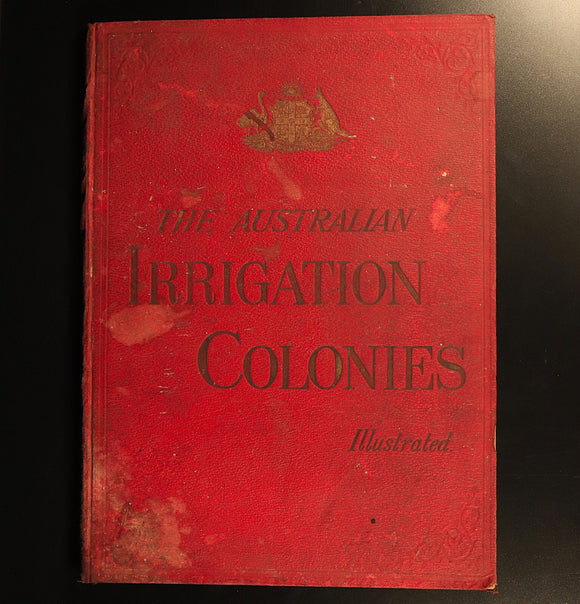 THE AUSTRALIAN
IRRIGATION
COLONIES
Illustrated.